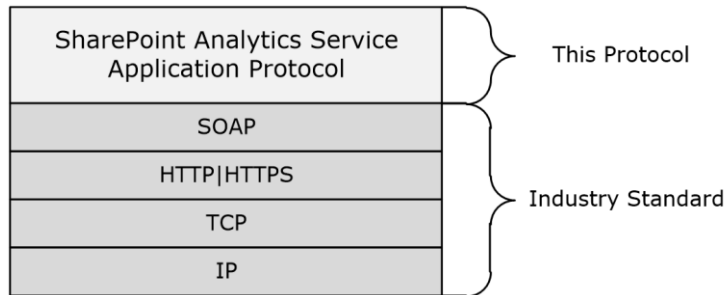 SharePoint Analytics Service
Application Protocol
This Protocol
SOAP
HTTP|HTTPS
TCP
IP
Industry Standard